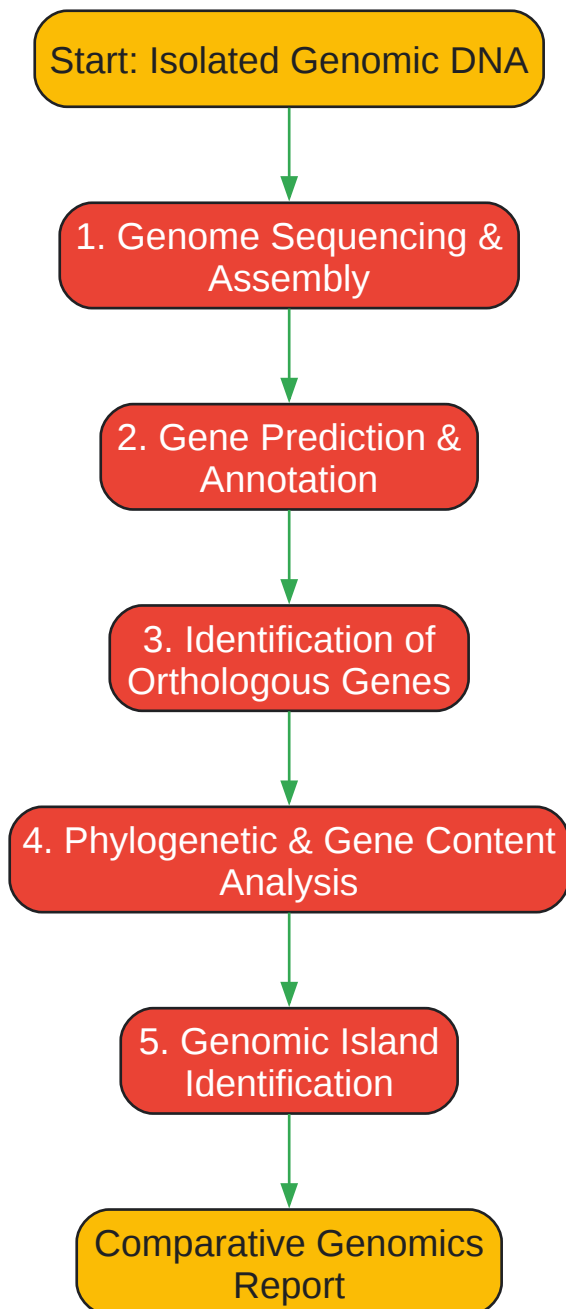 Start: Isolated Genomic DNA
1. Genome Sequencing &
Assembly
2. Gene Prediction &
Annotation
3. Identification of
Orthologous Genes
4. Phylogenetic & Gene Content
Analysis
5. Genomic Island
Identification
Comparative Genomics
Report